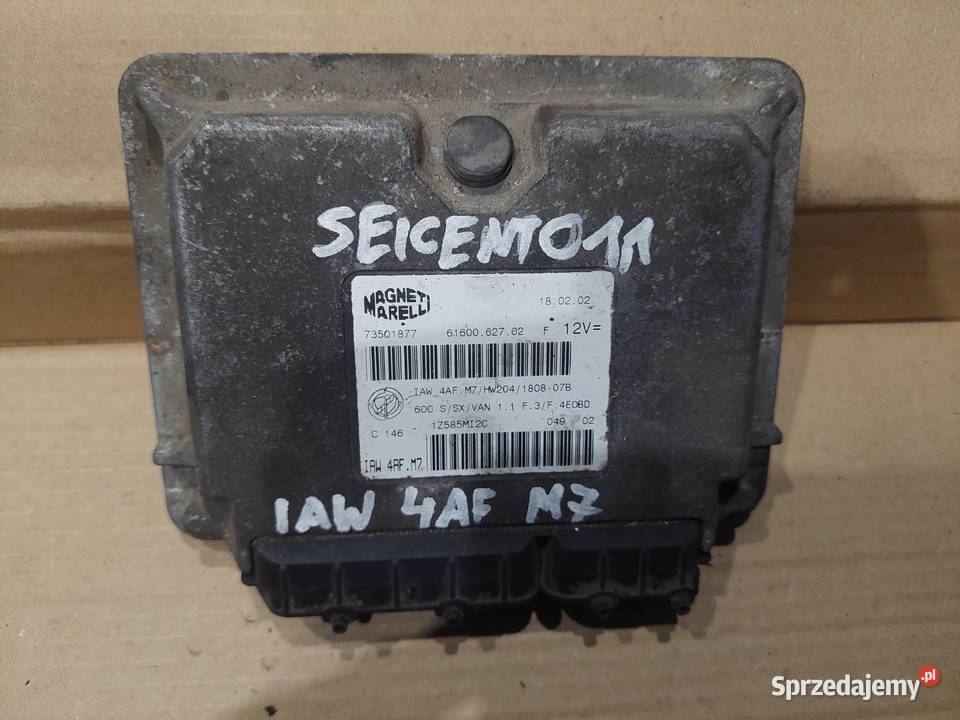 SEICENTO 1,1
MAGNETI MARELLI
18.02.02
73501877 61600.627.02 F 12V=
IAW 4AF.M7/HW204/1808-07B
600 S/SX/VAN 1.1 F.3/F.4EOBD
C 146 1Z585MI2C 049 02
IAW 4AF.M7
IAW 4AF M7
Sprzedajemy.pl